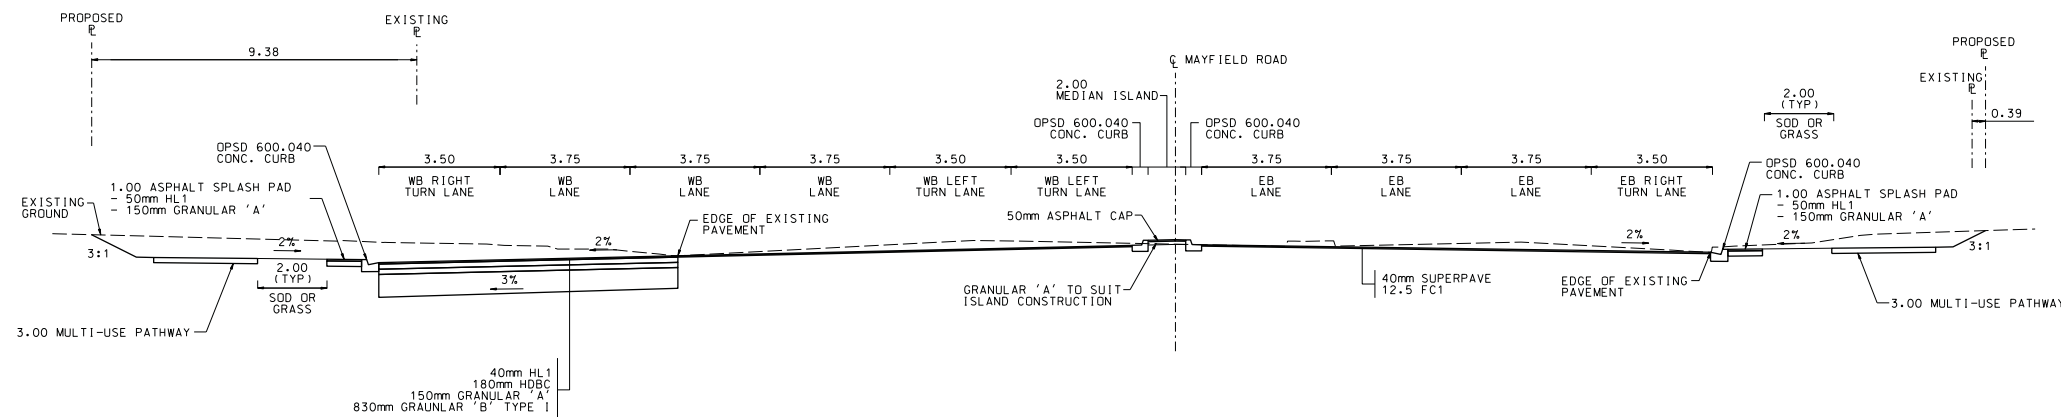 PROPOSED
PL
EXISTING
PL
9.38
CL MAYFIELD ROAD
2.00
MEDIAN ISLAND
OPSD 600.040
CONC. CURB
OPSD 600.040
CONC. CURB
PROPOSED
PL
EXISTING
PL
2.00
(TYP)
SOD OR
GRASS
0.39
OPSD 600.040
CONC. CURB
3.50
WB RIGHT
TURN LANE
3.75
WB
LANE
3.75
WB
LANE
3.75
WB
LANE
3.50
WB LEFT
TURN LANE
3.50
WB LEFT
TURN LANE
3.75
EB
LANE
3.75
EB
LANE
3.75
EB
LANE
3.50
EB RIGHT
TURN LANE
OPSD 600.040
CONC. CURB
1.00 ASPHALT SPLASH PAD
- 50mm HL1
- 150mm GRANULAR 'A'
1.00 ASPHALT SPLASH PAD
- 50mm HL1
- 150mm GRANULAR 'A'
EXISTING
GROUND
EDGE OF EXISTING
PAVEMENT
50mm ASPHALT CAP
2%
2%
2%
2%
3:1
3:1
2.00
(TYP)
SOD OR
GRASS
3%
GRANULAR 'A' TO SUIT
ISLAND CONSTRUCTION
40mm SUPERPAVE
12.5 FC1
EDGE OF EXISTING
PAVEMENT
3.00 MULTI-USE PATHWAY
3.00 MULTI-USE PATHWAY
40mm HL1
180mm HDBC
150mm GRANULAR 'A'
830mm GRAUNLAR 'B' TYPE I